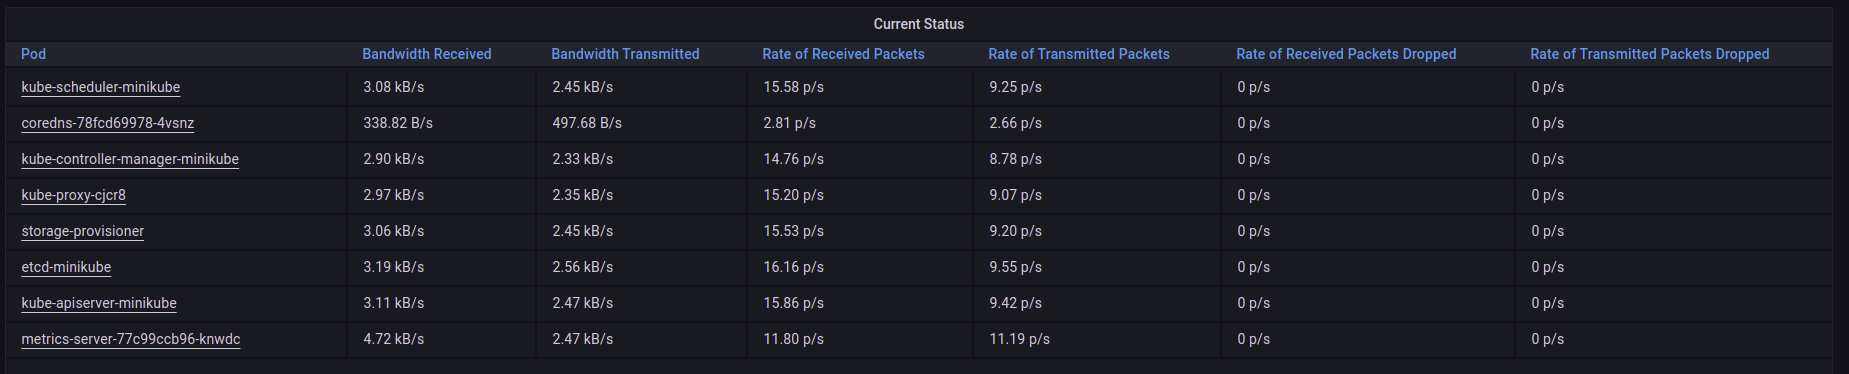 Current Status
Pod Bandwidth Received Bandwidth Transmitted Rate of Received Packets Rate of Transmitted Packets Rate of Received Packets Dropped Rate of Transmitted Packets Dropped
kube-scheduler-minikube 3.08 kB/s 2.45 kB/s 15.58 p/s 9.25 p/s 0 p/s 0 p/s
coredns-78fcd69978-4vsnz 338.82 B/s 497.68 B/s 2.81 p/s 2.66 p/s 0 p/s 0 p/s
kube-controller-manager-minikube 2.90 kB/s 2.33 kB/s 14.76 p/s 8.78 p/s 0 p/s 0 p/s
kube-proxy-cjcr8 2.97 kB/s 2.35 kB/s 15.20 p/s 9.07 p/s 0 p/s 0 p/s
storage-provisioner 3.06 kB/s 2.45 kB/s 15.53 p/s 9.20 p/s 0 p/s 0 p/s
etcd-minikube 3.19 kB/s 2.56 kB/s 16.16 p/s 9.55 p/s 0 p/s 0 p/s
kube-apiserver-minikube 3.11 kB/s 2.47 kB/s 15.86 p/s 9.42 p/s 0 p/s 0 p/s
metrics-server-77c99ccb96-knwdc 4.72 kB/s 2.47 kB/s 11.80 p/s 11.19 p/s 0 p/s 0 p/s